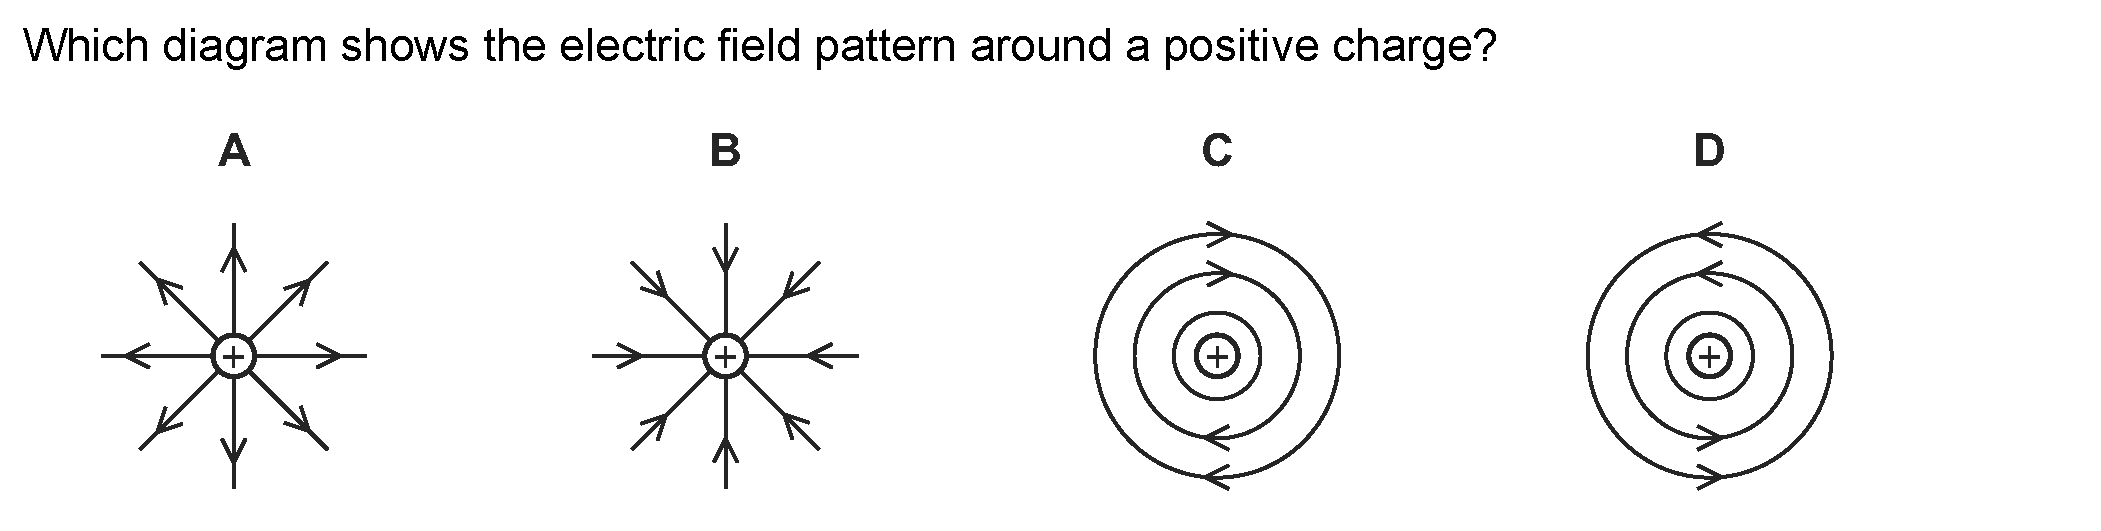 Which diagram shows the electric field pattern around a positive charge?
A B C D
+ + + +